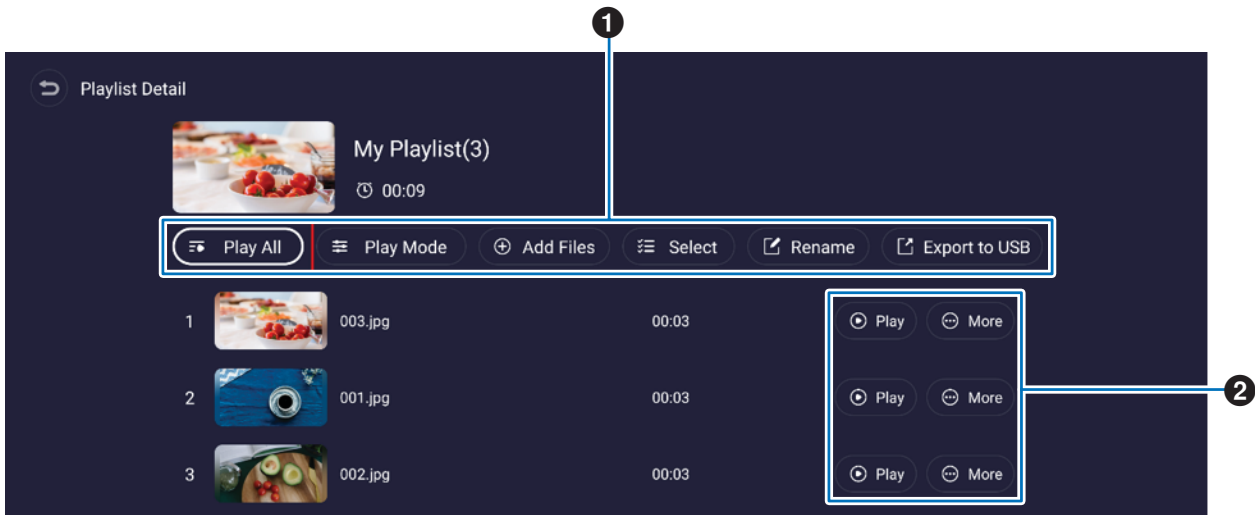 1
Playlist Detail
My Playlist(3)
00:09
Play All Play Mode Add Files Select Rename Export to USB
1 003.jpg 00:03 Play More
2 001.jpg 00:03 Play More
2
3 002.jpg 00:03 Play More